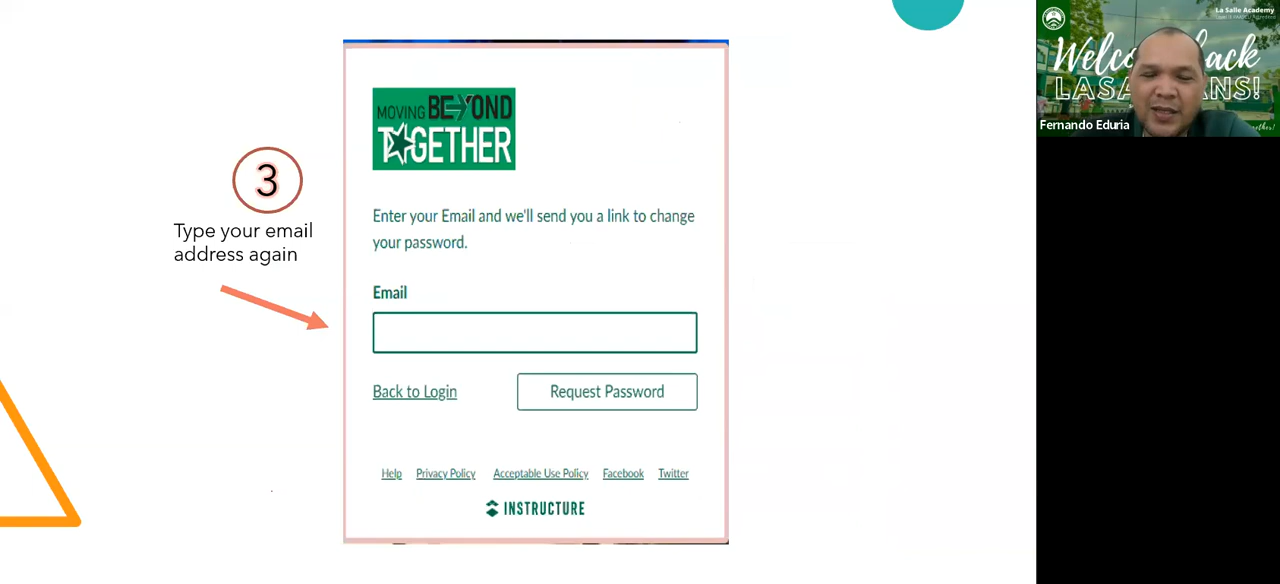 3
Type your email
address again
MOVING BEYOND
TOGETHER
Enter your Email and we'll send you a link to change
your password.
Email
Back to Login
Request Password
Help Privacy Policy Acceptable Use Policy Facebook Twitter
INSTRUCTURE
La Salle Academy
LASA ANS!
Fernando Eduria